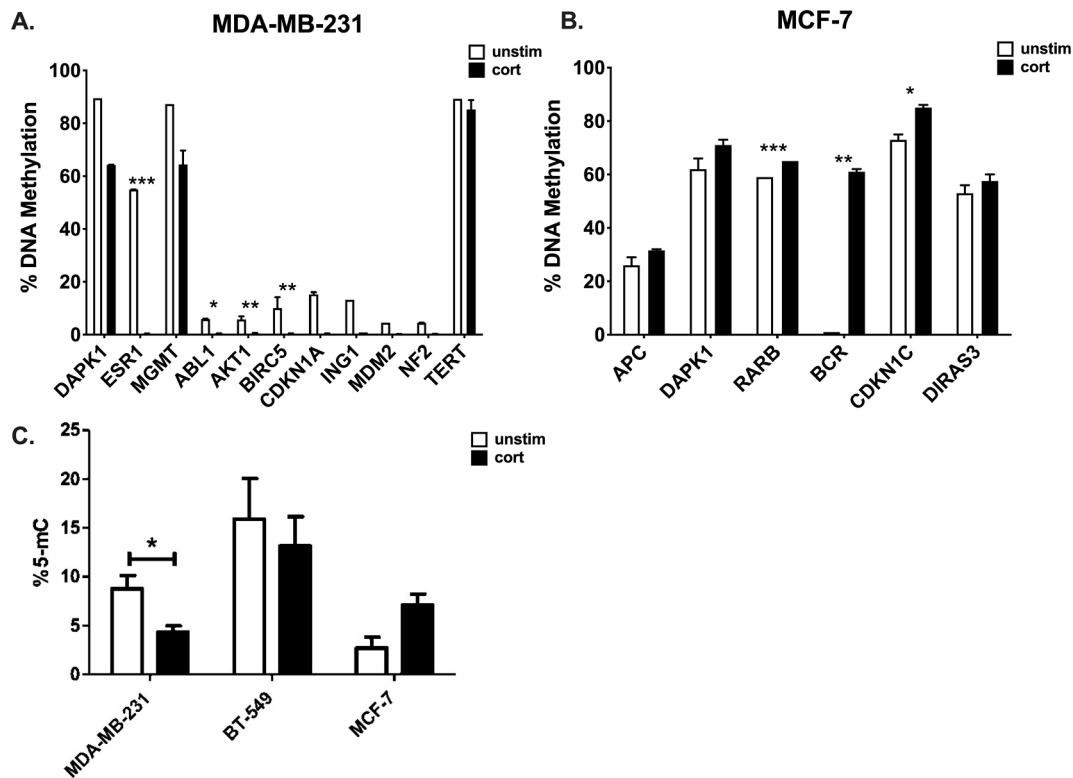 A. MDA-MB-231
unstim
cort
% DNA Methylation
100
80
60
40
20
0
***
*
**
**
DAPK1
ESR1
MGMT
ABL1
AKT1
BIRC5
CDKN1A
ING1
MDM2
NF2
TERT
B. MCF-7
unstim
cort
% DNA Methylation
100
80
60
40
20
0
***
**
*
APC
DAPK1
RARB
BCR
CDKN1C
DIRAS3
C.
unstim
cort
%5-mC
25
20
15
10
5
0
*
MDA-MB-231
BT-549
MCF-7